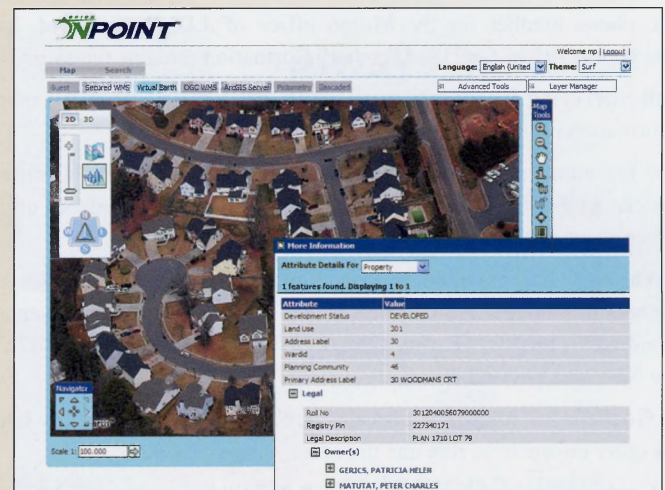 ORION
ONPOINT
Welcome mp | Logout |
Language: English (United Theme: Surf
Map Search
Guest Secured WMS Virtual Earth OGC WMS ArcGIS Server Pictometry Cascaded
Advanced Tools Layer Manager
Map
Tools
2D 3D
More Information
Attribute Details For Property
1 features found. Displaying 1 to 1
Attribute Value
Development Status DEVELOPED
Land Use 301
Address Label 30
Wardid 4
Planning Community 46
Primary Address Label 30 WOODMANS CRT
Legal
Roll No 3012040056079000000
Registry Pin 227340171
Legal Description PLAN 1710 LOT 79
Owner(s)
GERICS, PATRICIA HELEN
MATUTAT, PETER CHARLES
Navigator
Scale 1: 100.000